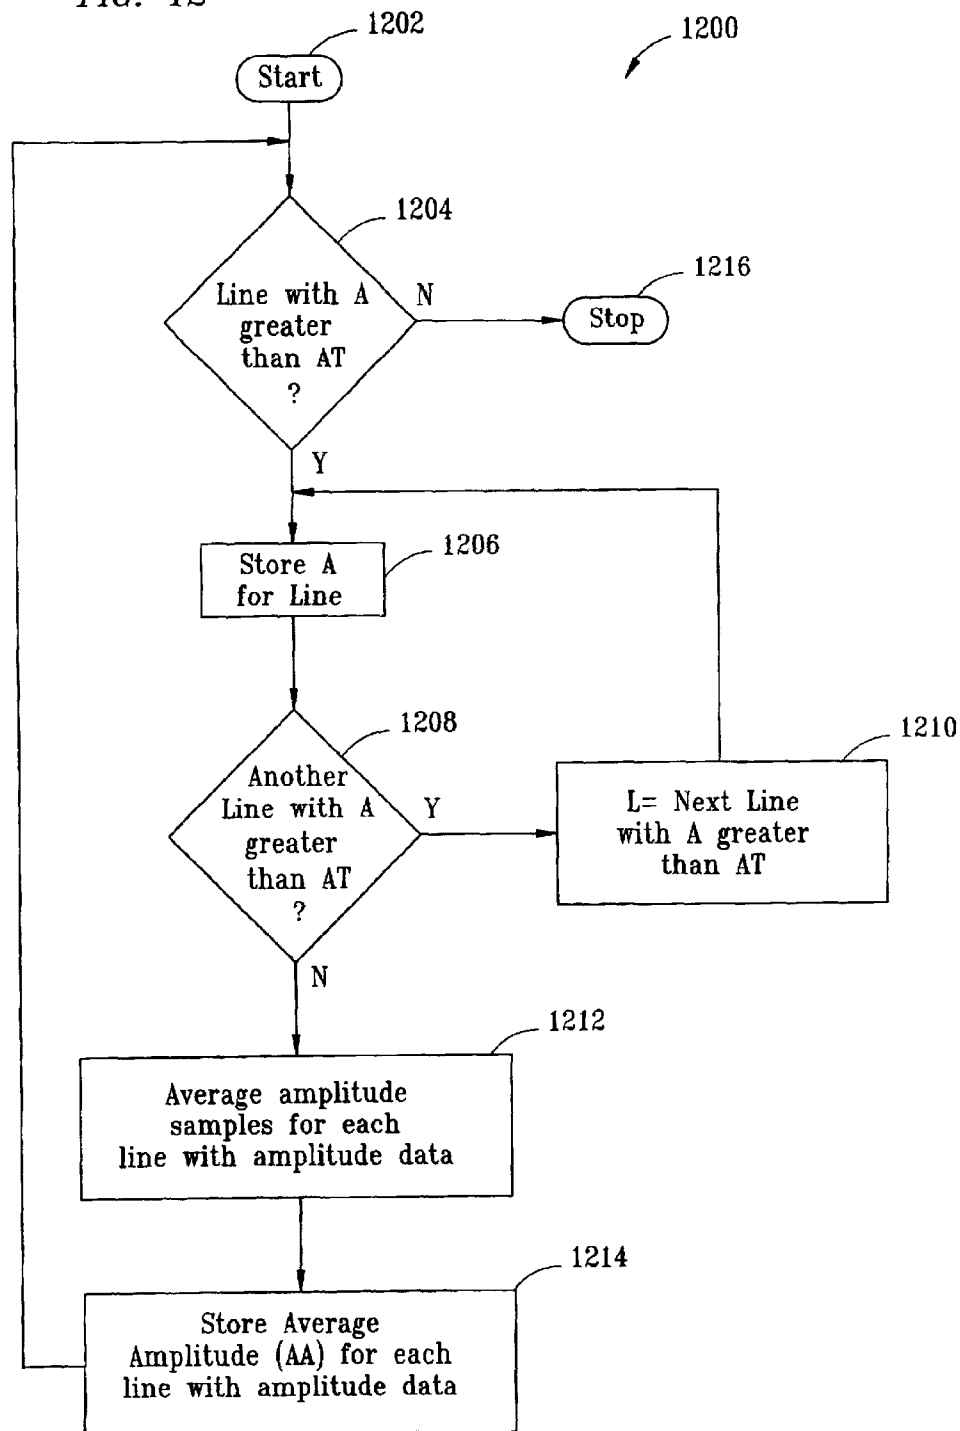 FIG. 12
1202
1200
Start
1204
Line with A
greater
than AT
?
N
1216
Stop
Y
1206
Store A
for Line
1208
Another
Line with A
greater
than AT
?
Y
1210
L= Next Line
with A greater
than AT
N
1212
Average amplitude
samples for each
line with amplitude data
1214
Store Average
Amplitude (AA) for each
line with amplitude data